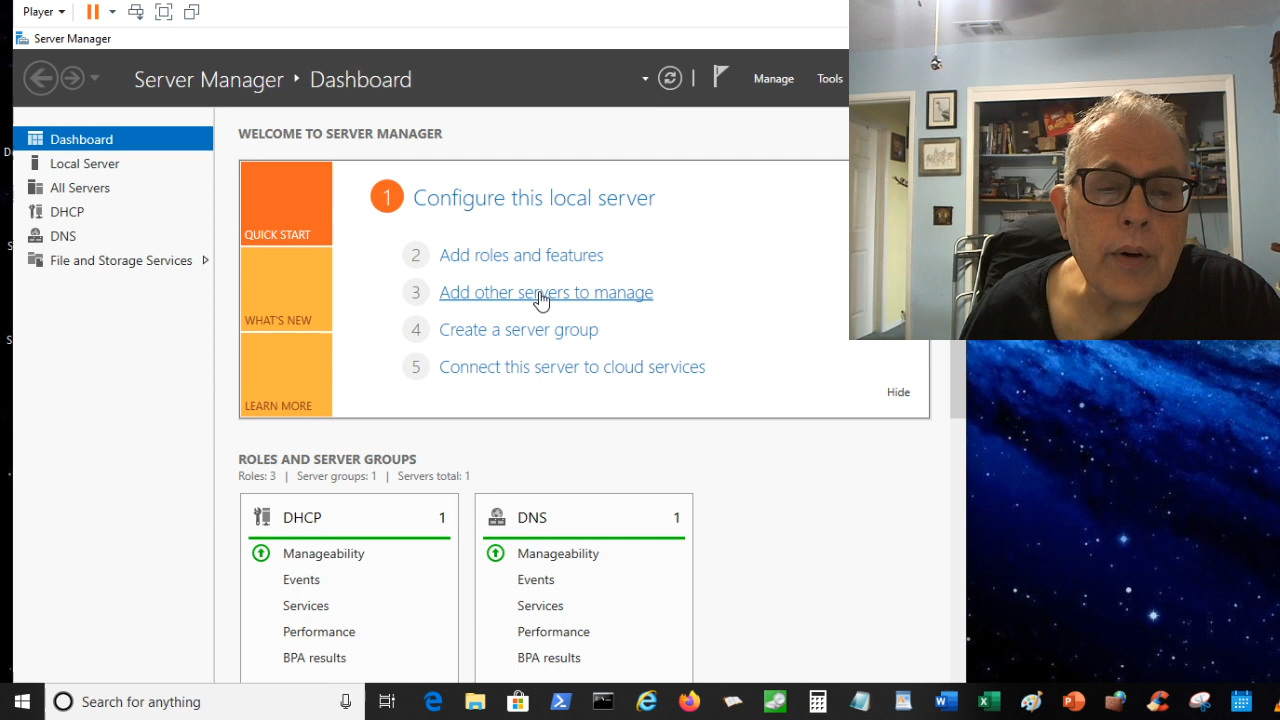 Player
Server Manager
Server Manager Dashboard
Manage Tools
Dashboard
Local Server
All Servers
DHCP
DNS
File and Storage Services
WELCOME TO SERVER MANAGER
QUICK START
WHAT'S NEW
LEARN MORE
1 Configure this local server
2 Add roles and features
3 Add other servers to manage
4 Create a server group
5 Connect this server to cloud services
Hide
ROLES AND SERVER GROUPS
Roles: 3 | Server groups: 1 | Servers total: 1
DHCP 1
Manageability
Events
Services
Performance
BPA results
DNS 1
Manageability
Events
Services
Performance
BPA results
Search for anything